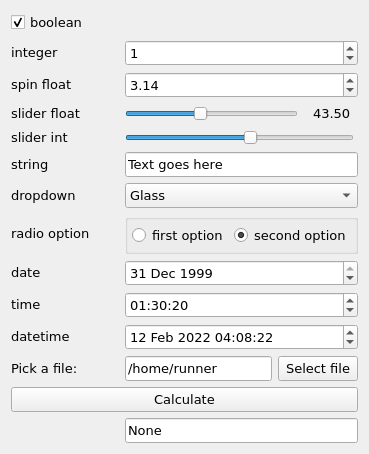 boolean
integer 1
spin float 3.14
slider float 43.50
slider int
string Text goes here
dropdown Glass
radio option first option second option
date 31 Dec 1999
time 01:30:20
datetime 12 Feb 2022 04:08:22
Pick a file: /home/runner Select file
Calculate
None